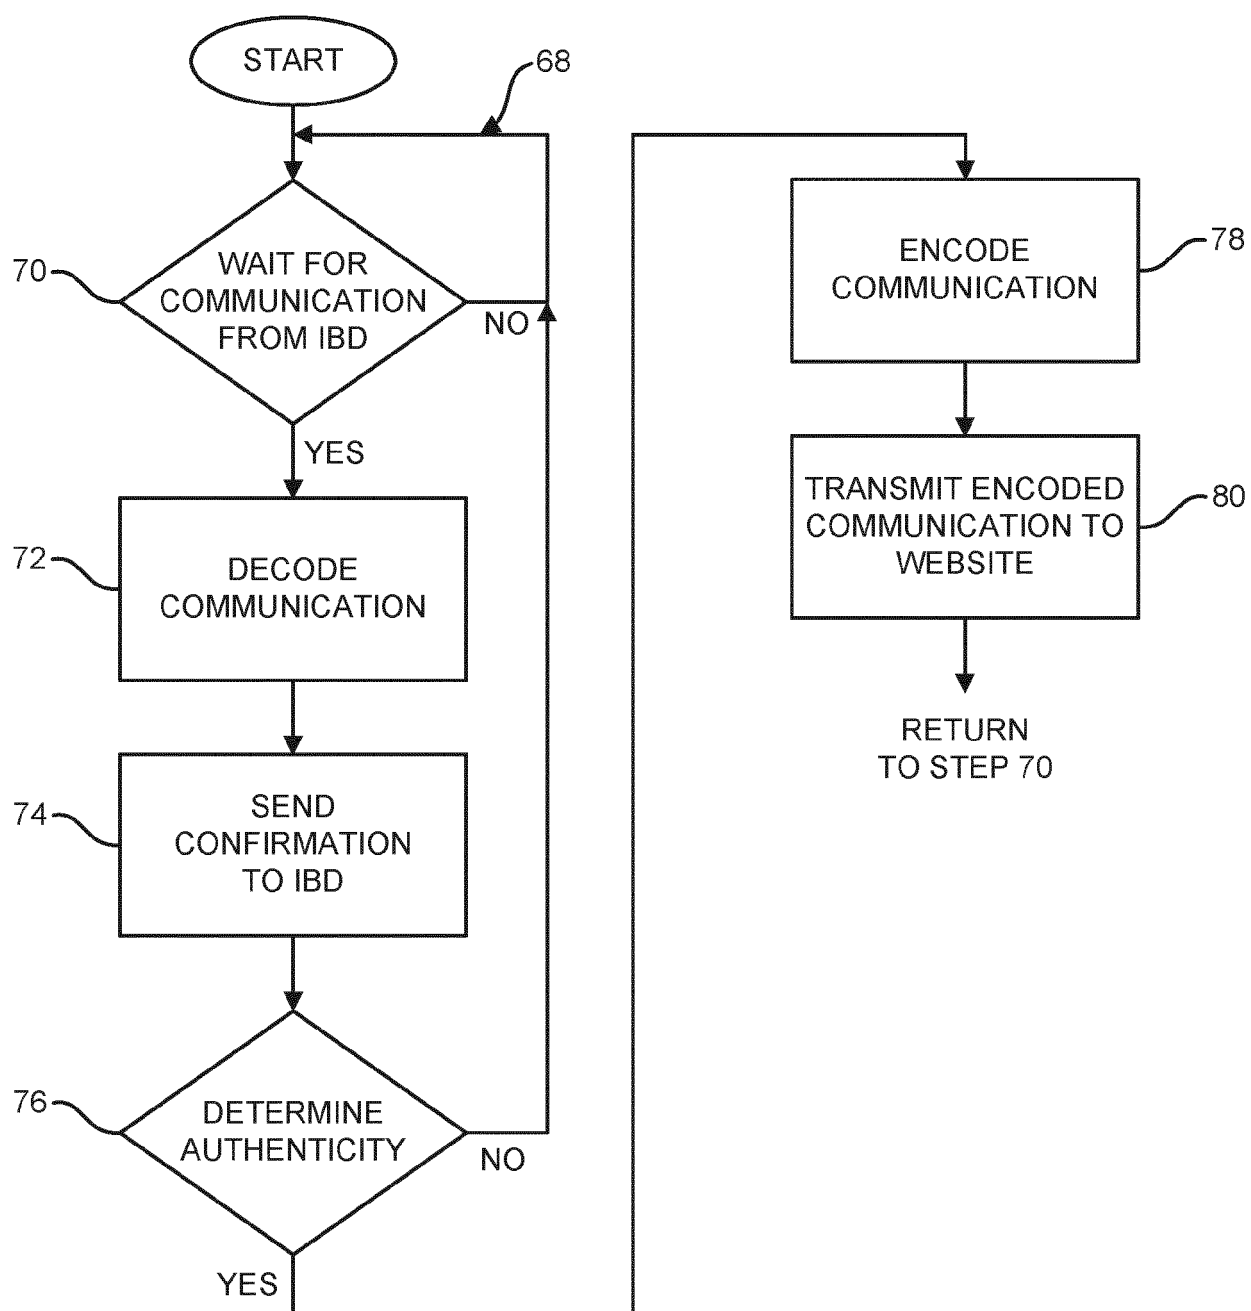 START
68
70
WAIT FOR
COMMUNICATION
FROM IBD
NO
YES
72
DECODE
COMMUNICATION
74
SEND
CONFIRMATION
TO IBD
76
DETERMINE
AUTHENTICITY
NO
YES
ENCODE
COMMUNICATION
78
TRANSMIT ENCODED
COMMUNICATION TO
WEBSITE
80
RETURN
TO STEP 70